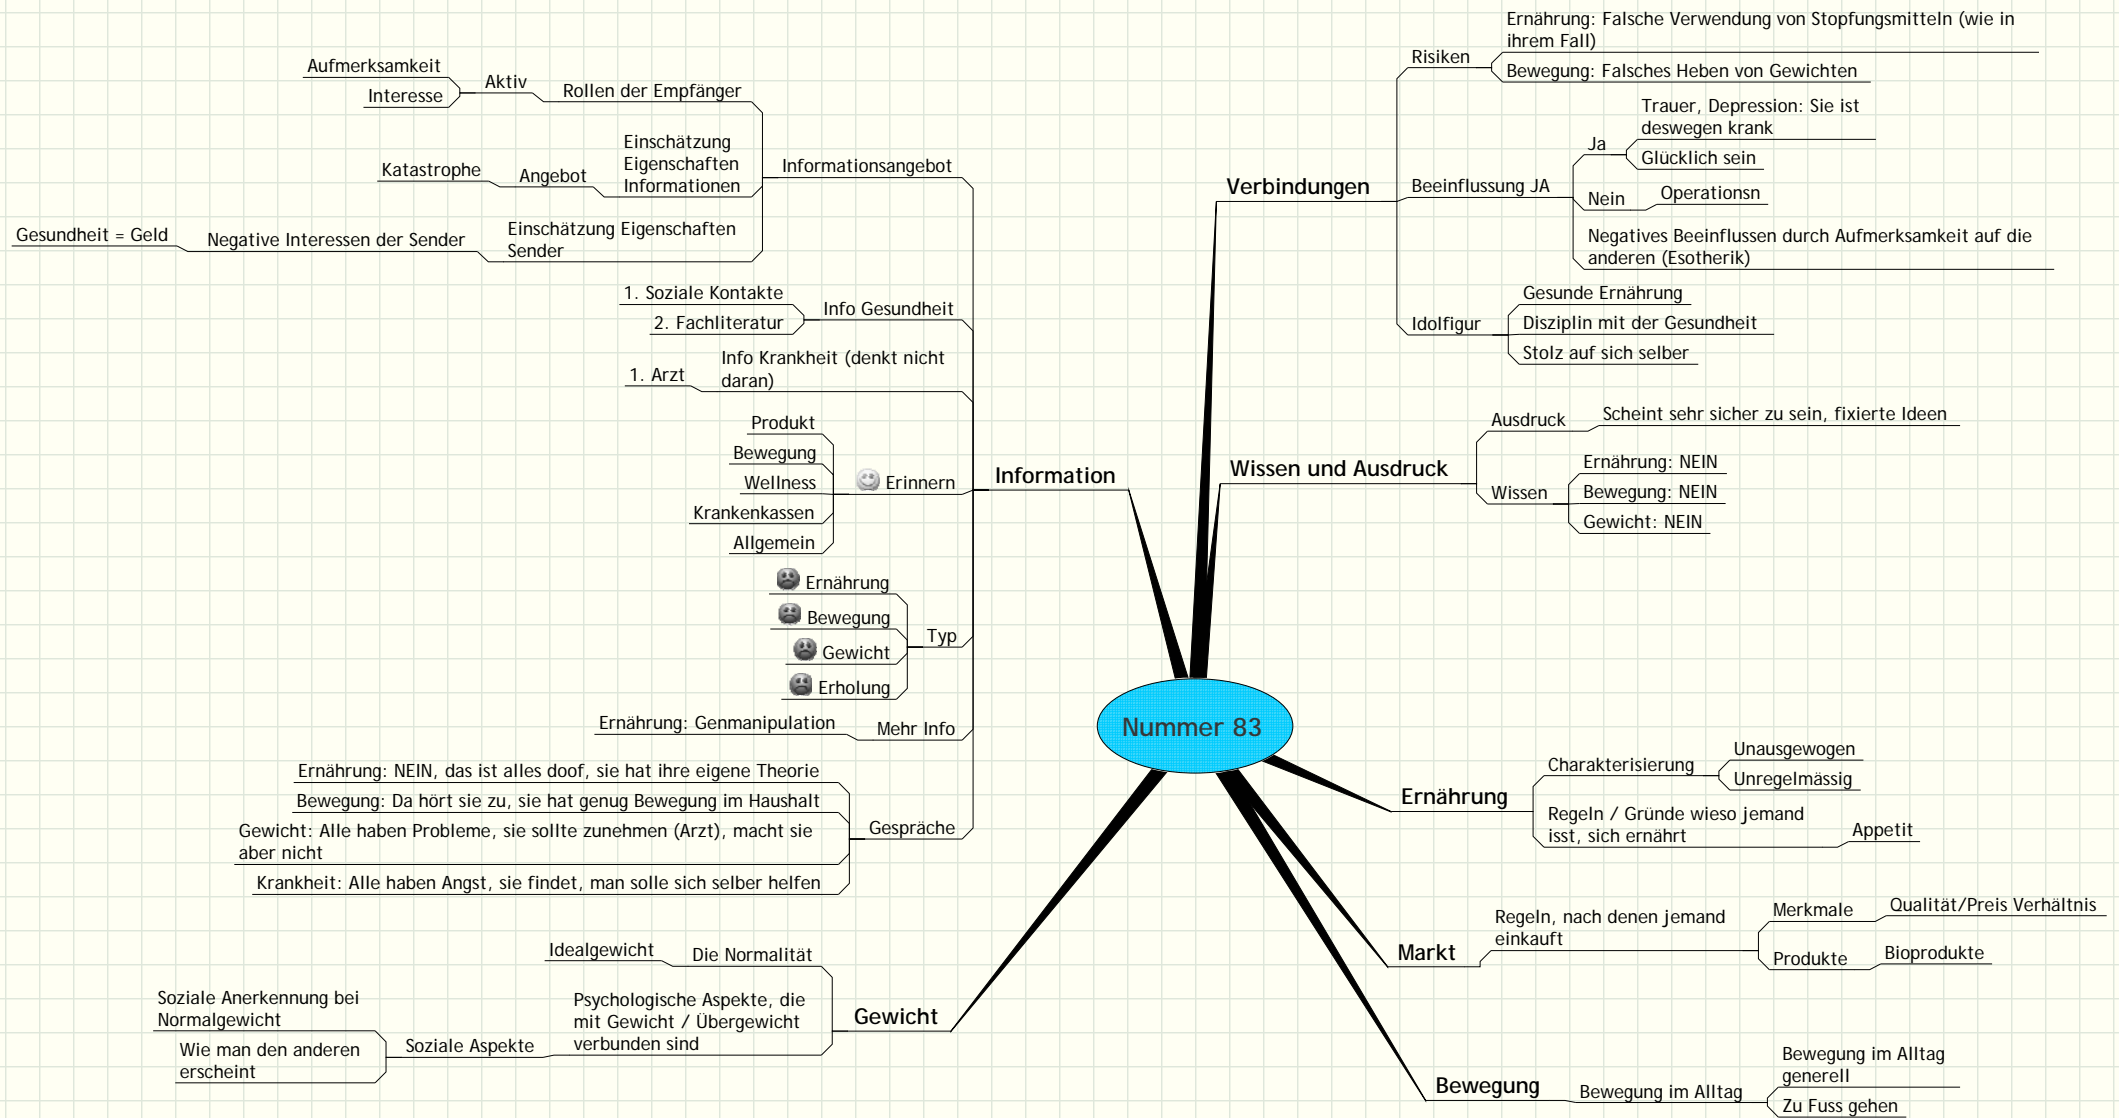 Aufmerksamkeit
Interesse
Aktiv
Rollen der Empfänger
Katastrophe
Angebot
Einschätzung
Eigenschaften
Informationen
Gesundheit = Geld
Negative Interessen der Sender
Einschätzung Eigenschaften
Sender
Informationsangebot
1. Soziale Kontakte
2. Fachliteratur
Info Gesundheit
1. Arzt
Info Krankheit (denkt nicht
daran)
Produkt
Bewegung
Wellness
Krankenkassen
Allgemein
Erinnern
Ernährung
Bewegung
Gewicht
Erholung
Typ
Ernährung: Genmanipulation
Mehr Info
Ernährung: NEIN, das ist alles doof, sie hat ihre eigene Theorie
Bewegung: Da hört sie zu, sie hat genug Bewegung im Haushalt
Gewicht: Alle haben Probleme, sie sollte zunehmen (Arzt), macht sie
aber nicht
Krankheit: Alle haben Angst, sie findet, man solle sich selber helfen
Gespräche
Information
Idealgewicht
Die Normalität
Soziale Anerkennung bei
Normalgewicht
Wie man den anderen
erscheint
Soziale Aspekte
Psychologische Aspekte, die
mit Gewicht / Übergewicht
verbunden sind
Gewicht
Nummer 83
Verbindungen
Risiken
Ernährung: Falsche Verwendung von Stopfungsmitteln (wie in
ihrem Fall)
Bewegung: Falsches Heben von Gewichten
Beeinflussung JA
Ja
Trauer, Depression: Sie ist
deswegen krank
Glücklich sein
Nein
Operationsn
Negatives Beeinflussen durch Aufmerksamkeit auf die
anderen (Esotherik)
Idolfigur
Gesunde Ernährung
Disziplin mit der Gesundheit
Stolz auf sich selber
Wissen und Ausdruck
Ausdruck
Scheint sehr sicher zu sein, fixierte Ideen
Wissen
Ernährung: NEIN
Bewegung: NEIN
Gewicht: NEIN
Ernährung
Charakterisierung
Unausgewogen
Unregelmässig
Regeln / Gründe wieso jemand
isst, sich ernährt
Appetit
Markt
Regeln, nach denen jemand
einkauft
Merkmale
Qualität/Preis Verhältnis
Produkte
Bioprodukte
Bewegung
Bewegung im Alltag
Bewegung im Alltag
generell
Zu Fuss gehen